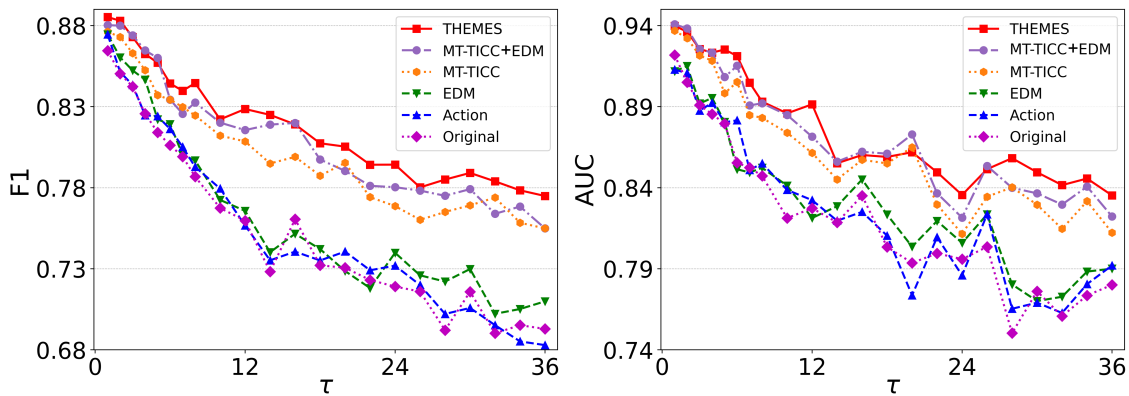 0.88
0.83
0.78
0.73
0.68
F1
0
12
24
36
τ
THEMES
MT-TICC+EDM
MT-TICC
EDM
Action
Original
0.94
0.89
0.84
0.79
0.74
AUC
0
12
24
36
τ
THEMES
MT-TICC+EDM
MT-TICC
EDM
Action
Original